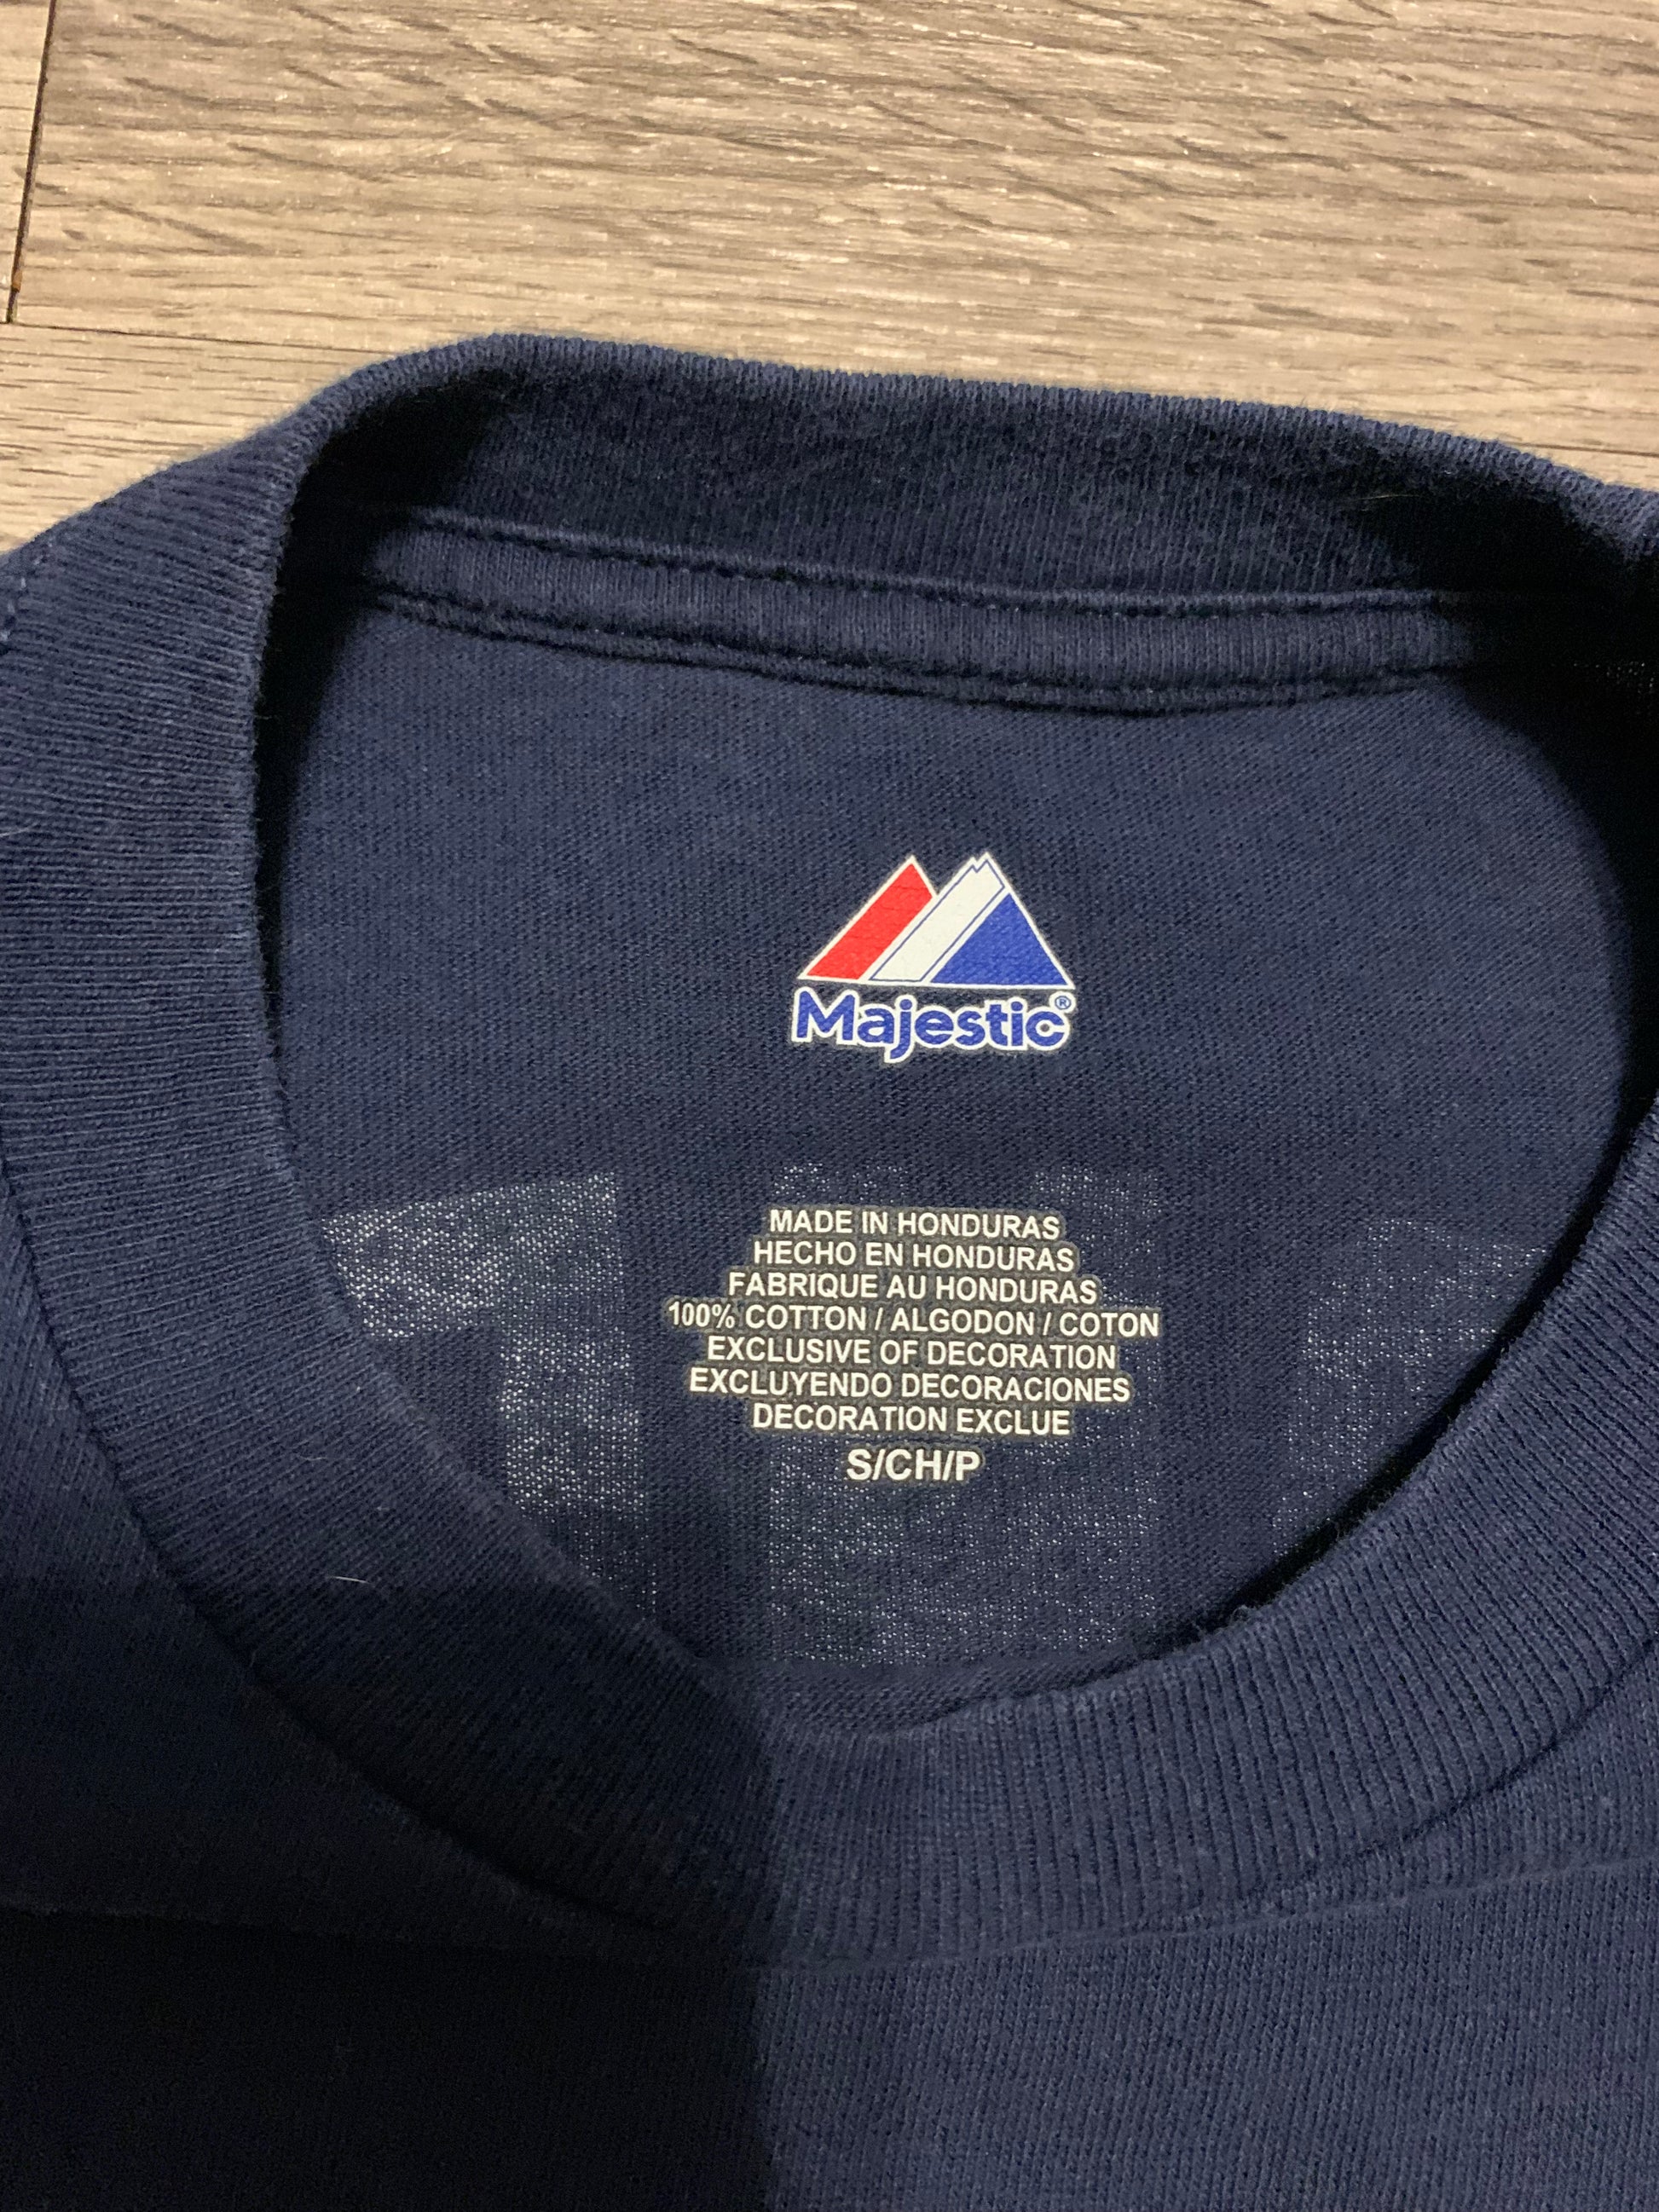 Majestic®
MADE IN HONDURAS
HECHO EN HONDURAS
FABRIQUE AU HONDURAS
100% COTTON / ALGODON / COTON
EXCLUSIVE OF DECORATION
EXCLUYENDO DECORACIONES
DECORATION EXCLUE
S/CH/P